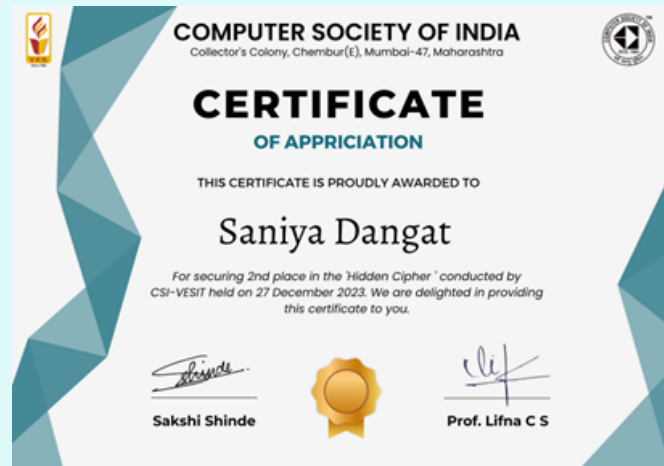 COMPUTER SOCIETY OF INDIA
Collector's Colony, Chembur(E), Mumbai-47, Maharashtra
V.E.S.
CERTIFICATE
OF APPRICIATION
THIS CERTIFICATE IS PROUDLY AWARDED TO
Saniya Dangat
For securing 2nd place in the 'Hidden Cipher ' conducted by
CSI-VESIT held on 27 December 2023. We are delighted in providing
this certificate to you.
Sshinde
Sakshi Shinde
Prof. Lifna C S